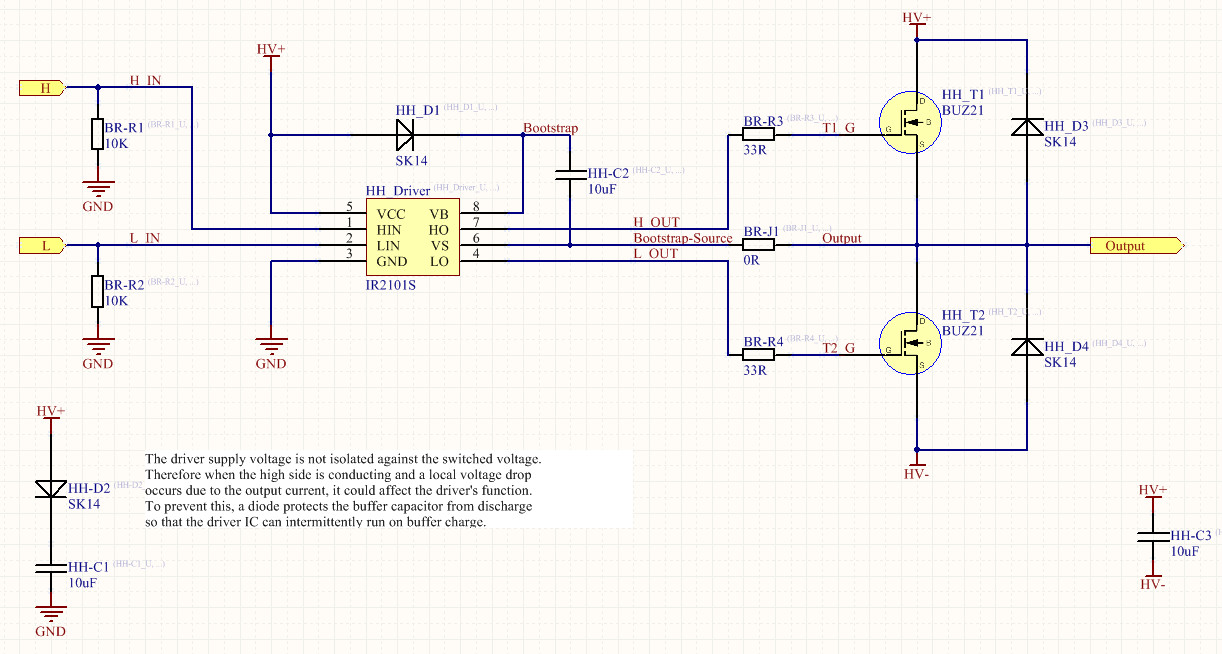 HV+
H
H_IN
BR-R1 (BR-R1_U, ...)
10K
GND
L
L_IN
BR-R2 (BR-R2_U, ...)
10K
GND
HV+
HH_D1 (HH_D1_U, ...)
SK14
Bootstrap
HH-C2 (HH-C2_U, ...)
10uF
HH_Driver (HH_Driver_U, ...)
5 VCC VB 8
1 HIN HO 7
2 LIN VS 6
3 GND LO 4
IR2101S
GND
H_OUT
Bootstrap-Source
L_OUT
BR-R3 (BR-R3_U, ...)
33R
T1_G
BR-J1 (BR-J1_U, ...)
0R
Output
BR-R4 (BR-R4_U, ...)
33R
T2_G
HH_T1 (HH_T1_U, ...)
BUZ21
D
G
B
S
HH_D3 (HH_D3_U, ...)
SK14
Output
HH_T2 (HH_T2_U, ...)
BUZ21
D
G
B
S
HH_D4 (HH_D4_U, ...)
SK14
HV-
HV+
HH-D2 (HH-D2
SK14
HH-C1 (HH-C1_U, ...)
10uF
GND
The driver supply voltage is not isolated against the switched voltage.
Therefore when the high side is conducting and a local voltage drop
occurs due to the output current, it could affect the driver's function.
To prevent this, a diode protects the buffer capacitor from discharge
so that the driver IC can intermittently run on buffer charge.
HV+
HH-C3
10uF
HV-